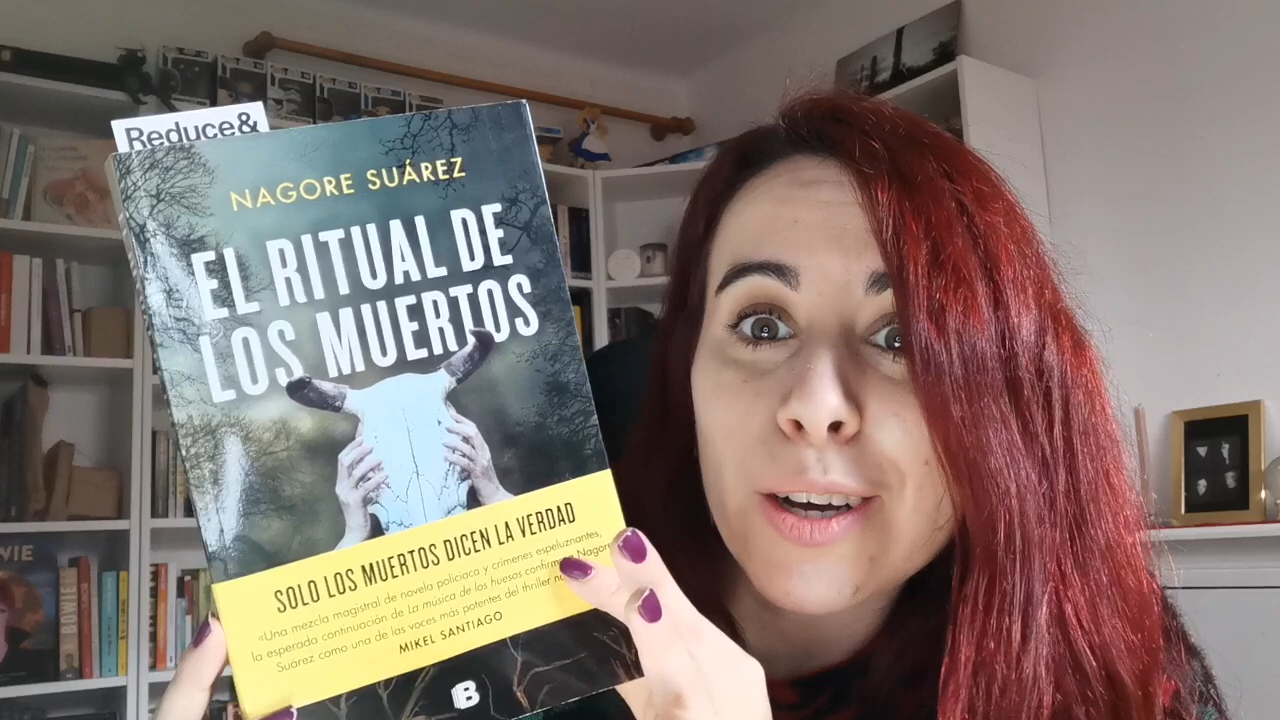 Reduce&
NAGORE SUÁREZ
EL RITUAL DE
LOS MUERTOS
SOLO LOS MUERTOS DICEN LA VERDAD
«Una mezcla magistral de novela policiaca y crímenes espeluznantes,
la esperada continuación de La música de los huesos Nagore
Suárez como una de las voces más potentes del thriller
MIKEL SANTIAGO
B
WIE
BOWIE